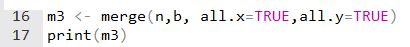 16 m3 <- merge(n,b, all.x=TRUE,all.y=TRUE)
17 print(m3)